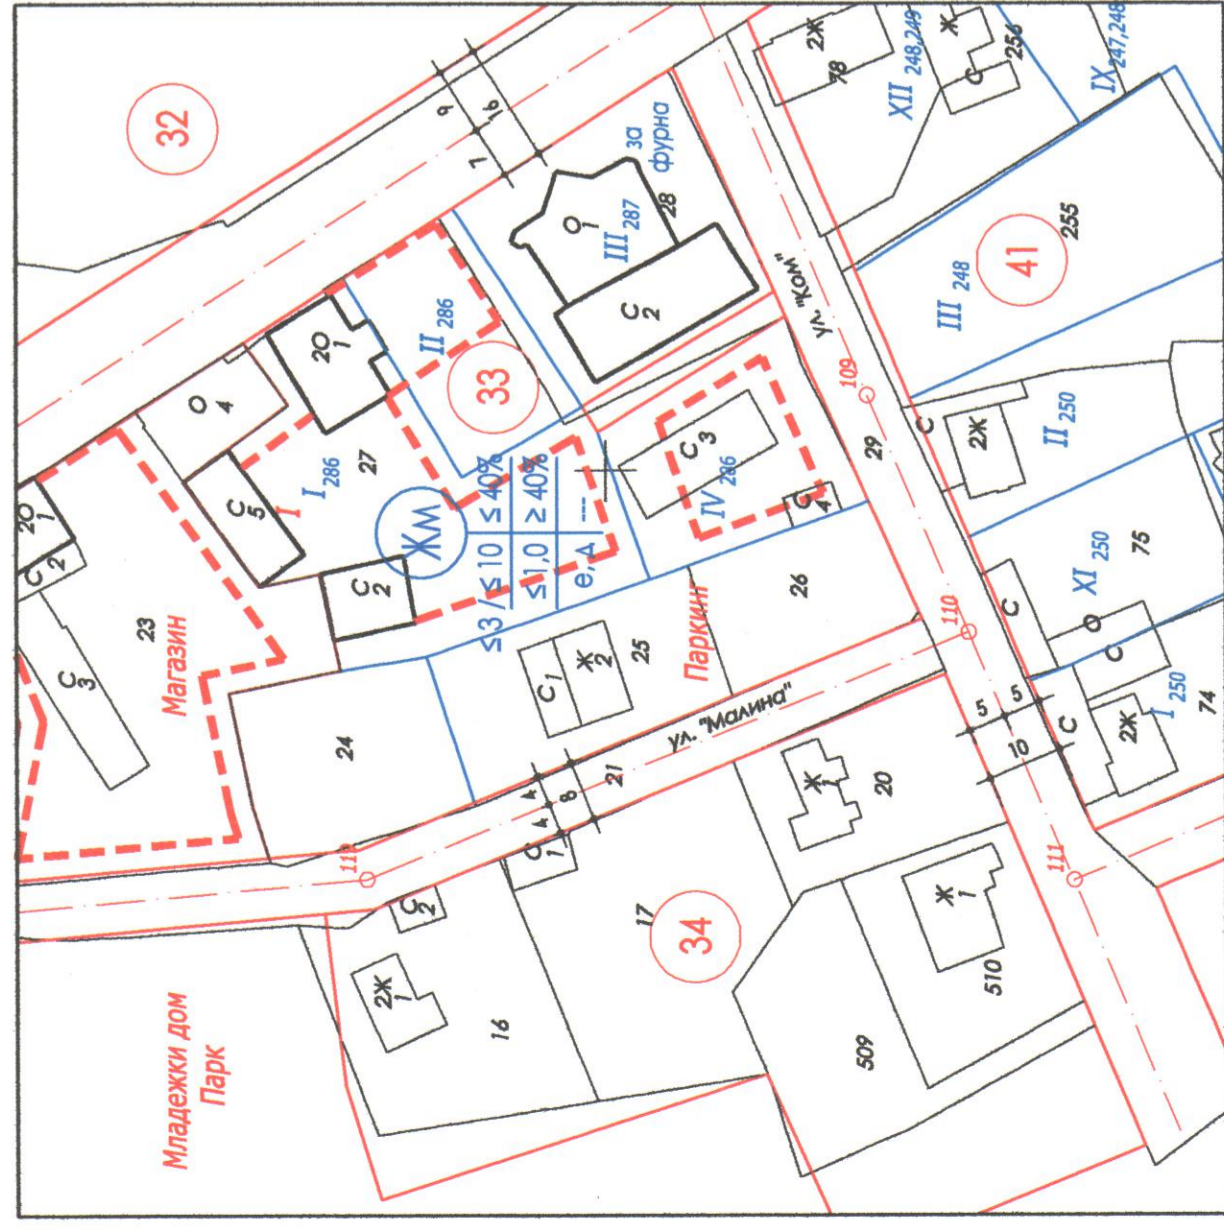 32
9
16
7
за
фурна
О
1
III 287
28
С
2
2Ж
78
XII 248,249
Ж
С
256
IX 247,248
ул. "Ком"
41
255
III 248
109
29
2О
1
II 286
33
О
4
I 286
27
С
5
ЖМ
≤ 3 / ≤ 10
≤ 40%
≤1,0
≥ 40%
е, А
---
С
3
IV 286
С
4
2О
1
С
2
С
2
23
Магазин
С
3
С
2Ж
II 250
XI 250
75
С
О
С
I 250
2Ж
74
С
110
5
5
10
26
Паркинг
25
С 1
Ж
2
ул. "Малина"
24
21
4
4
8
С
1
С
2
20
Ж
1
111
Ж
1
510
17
34
509
2Ж
1
16
Младежки дом
Парк